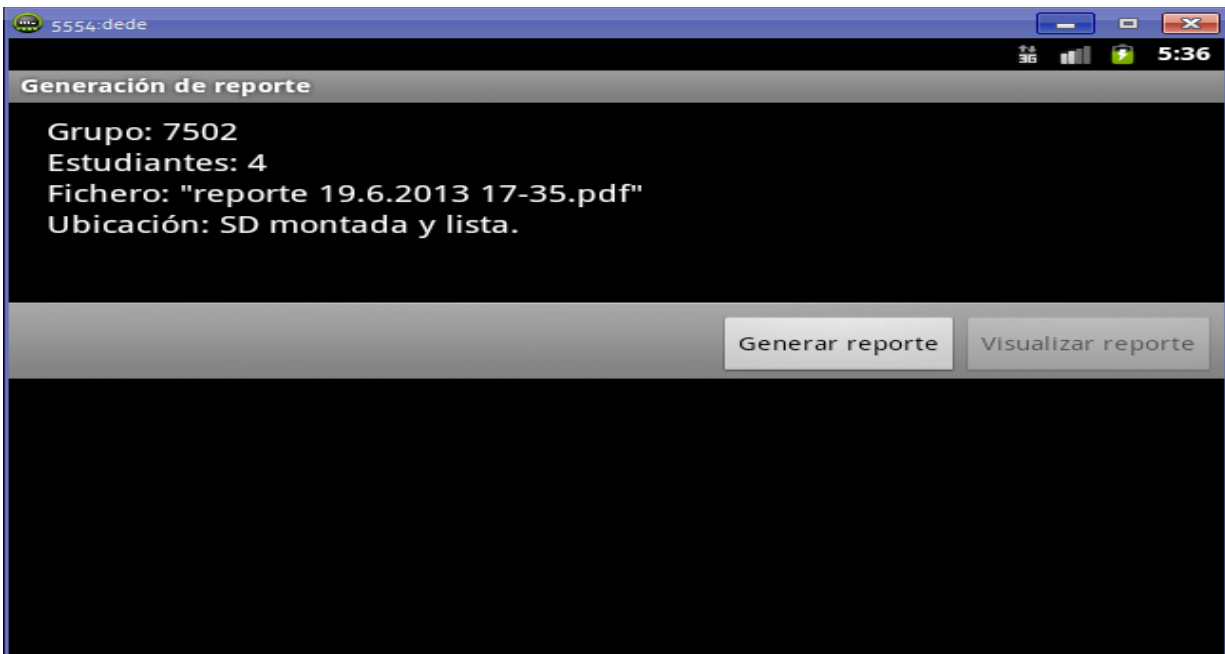 5554:dede
3G
5:36
Generación de reporte
Grupo: 7502
Estudiantes: 4
Fichero: "reporte 19.6.2013 17-35.pdf"
Ubicación: SD montada y lista.
Generar reporte
Visualizar reporte